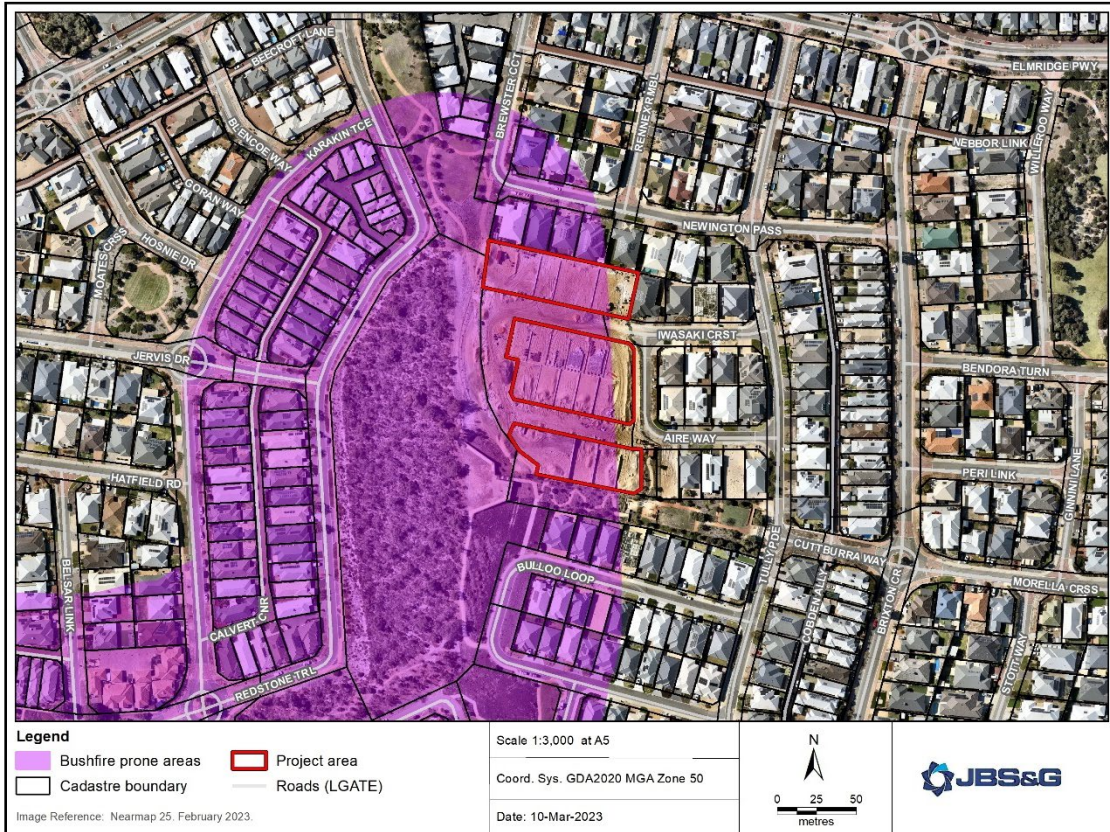 ELMRIDGE PWY
BEECROFT LANE
BREWSTER CCT
RENNEX RMBL
NEBBOR LINK
WILLEROO WAY
KARAKIN TCE
BLENCOE WAY
GORAN WAY
HOSNIE DR
MOATES CRSS
NEWINGTON PASS
IWASAKI CRST
JERVIS DR
BENDORA TURN
AIRE WAY
HATFIELD RD
PERI LINK
GINNINI LANE
TULLY PDE
CUTTBURRA WAY
BULLOO LOOP
MORELLA CRSS
BELSAR LINK
COBDEN ALLY
BRIXTON CR
CALVERT CNR
STOTT WAY
REDSTONE TRL
Legend
Bushfire prone areas
Project area
Cadastre boundary
Roads (LGATE)
Image Reference: Nearmap 25. February 2023.
Scale 1:3,000 at A5
Coord. Sys. GDA2020 MGA Zone 50
Date: 10-Mar-2023
N
0 25 50
metres
JBS&G